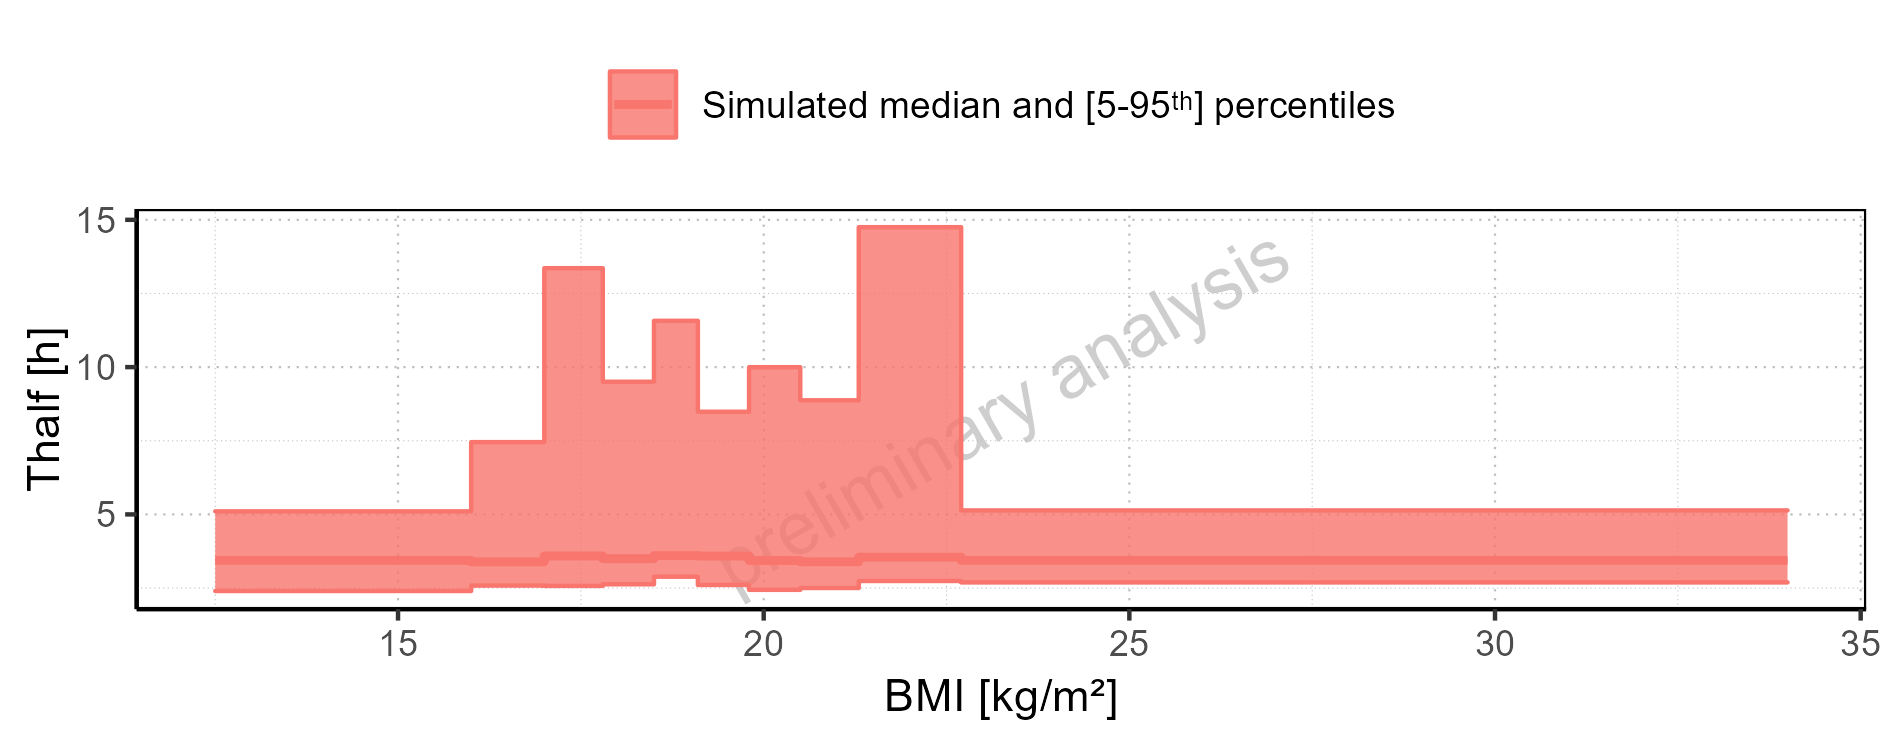 Simulated median and [5-95th] percentiles
15
10
5
Thalf [h]
preliminary analysis
15 20 25 30 35
BMI [kg/m²]